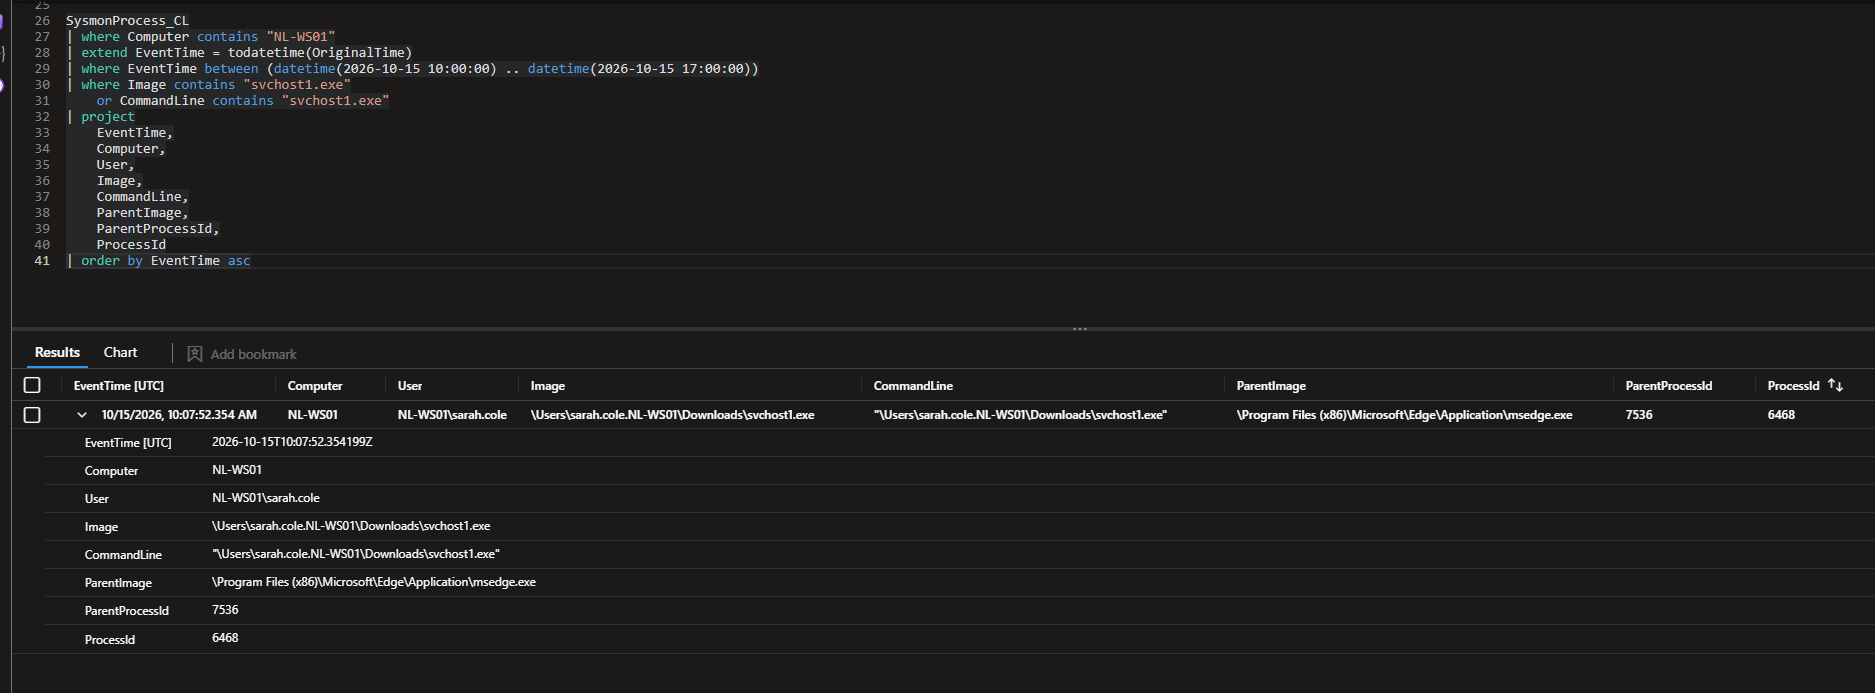 25
26 SysmonProcess_CL
27 | where Computer contains "NL-WS01"
28 | extend EventTime = todatetime(OriginalTime)
29 | where EventTime between (datetime(2026-10-15 10:00:00) .. datetime(2026-10-15 17:00:00))
30 | where Image contains "svchost1.exe"
31 or CommandLine contains "svchost1.exe"
32 | project
33 EventTime,
34 Computer,
35 User,
36 Image,
37 CommandLine,
38 ParentImage,
39 ParentProcessId,
40 ProcessId
41 | order by EventTime asc
Results Chart Add bookmark
EventTime [UTC] Computer User Image CommandLine ParentImage ParentProcessId ProcessId
10/15/2026, 10:07:52.354 AM NL-WS01 NL-WS01\sarah.cole \Users\sarah.cole.NL-WS01\Downloads\svchost1.exe "\Users\sarah.cole.NL-WS01\Downloads\svchost1.exe" \Program Files (x86)\Microsoft\Edge\Application\msedge.exe 7536 6468
EventTime [UTC] 2026-10-15T10:07:52.354199Z
Computer NL-WS01
User NL-WS01\sarah.cole
Image \Users\sarah.cole.NL-WS01\Downloads\svchost1.exe
CommandLine "\Users\sarah.cole.NL-WS01\Downloads\svchost1.exe"
ParentImage \Program Files (x86)\Microsoft\Edge\Application\msedge.exe
ParentProcessId 7536
ProcessId 6468